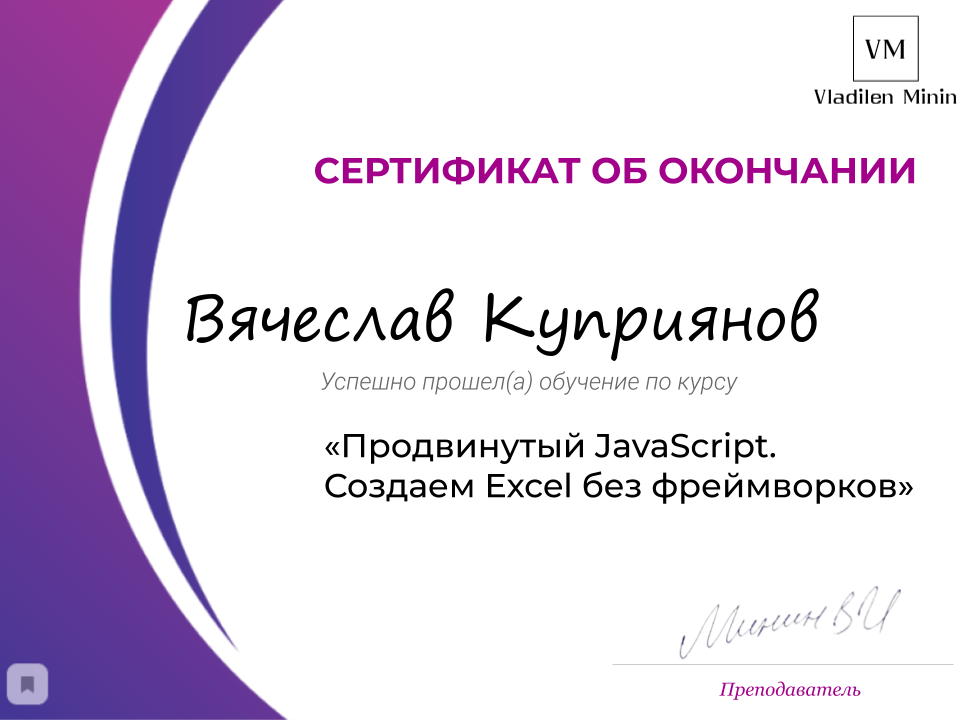 VM
Vladilen Minin
СЕРТИФИКАТ ОБ ОКОНЧАНИИ
Вячеслав Куприянов
Успешно прошел(а) обучение по курсу
«Продвинутый JavaScript.
Создаем Excel без фреймворков»
Минин В И
Преподаватель